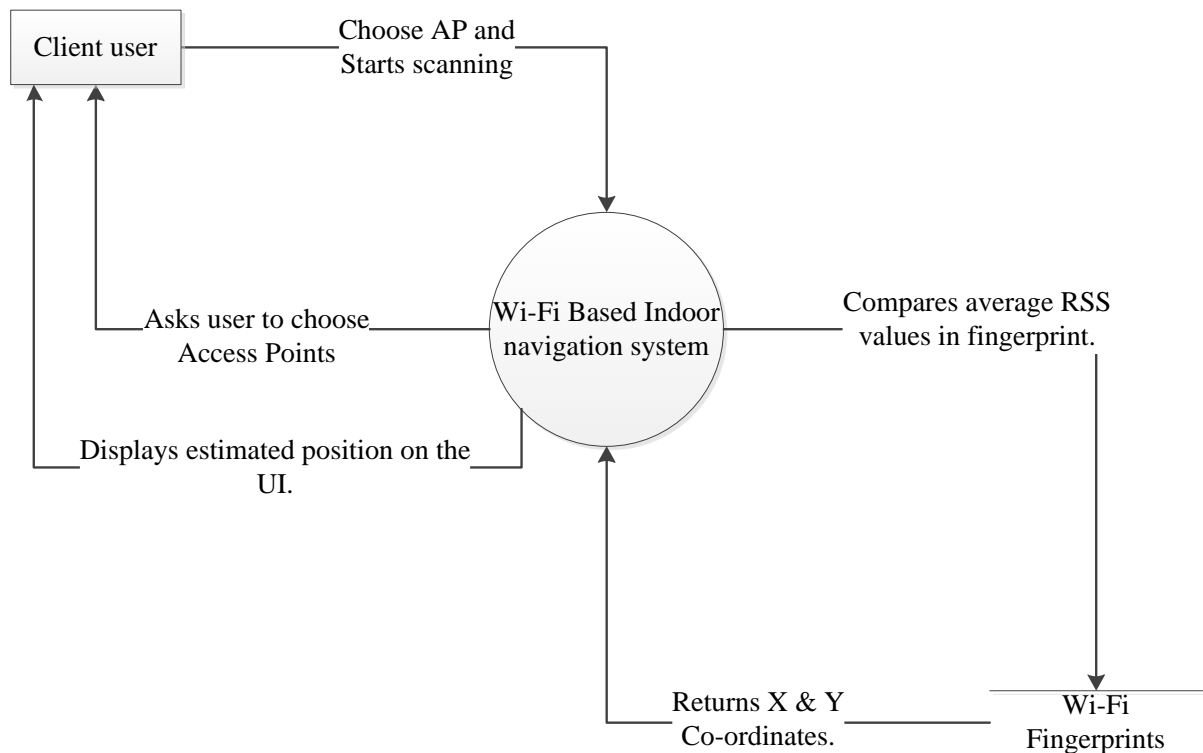 Client user
Choose AP and
Starts scanning
Wi-Fi Based Indoor
navigation system
Asks user to choose
Access Points
Compares average RSS
values in fingerprint.
Displays estimated position on the
UI.
Returns X & Y
Co-ordinates.
Wi-Fi
Fingerprints